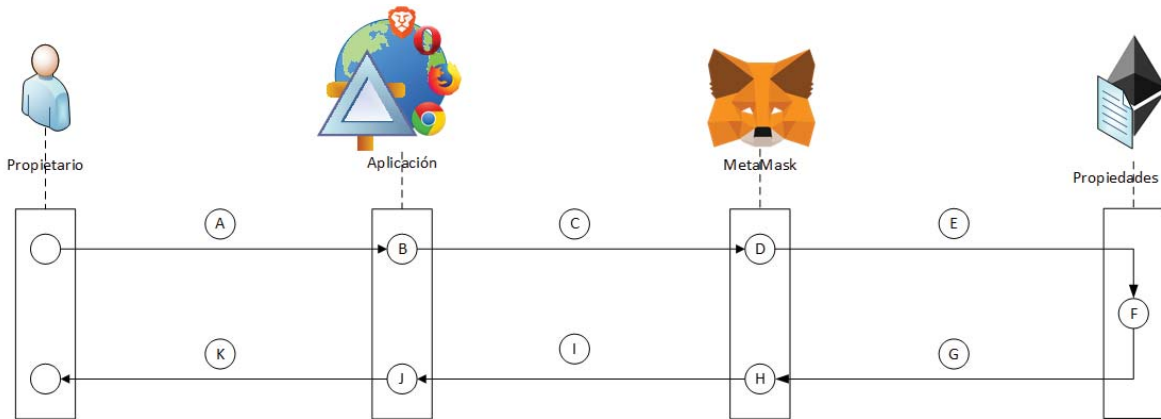 Propietario
Aplicación
MetaMask
Propiedades
A
C
E
B
D
F
K
I
G
J
H